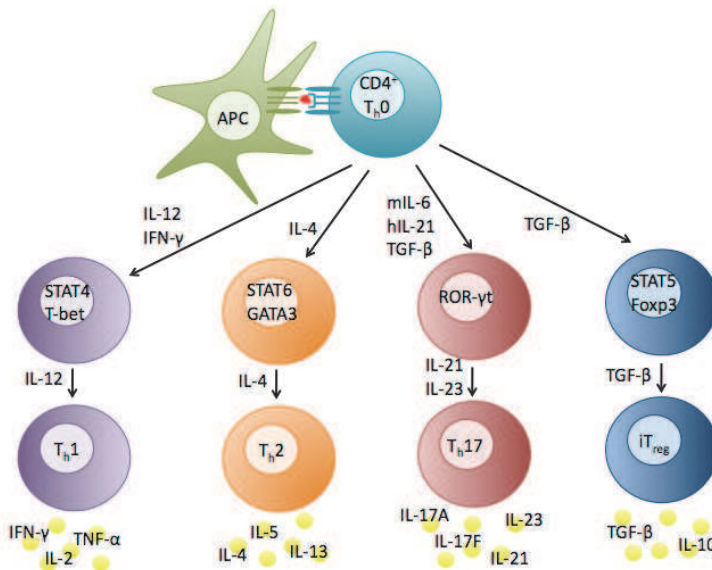 APC
CD4⁺
Tₕ0
IL-12
IFN-γ
IL-4
mIL-6
hIL-21
TGF-β
TGF-β
STAT4
T-bet
STAT6
GATA3
ROR-γt
STAT5
Foxp3
IL-12
IL-4
IL-21
IL-23
TGF-β
Tₕ1
Tₕ2
Tₕ17
iT_reg
IFN-γ
TNF-α
IL-2
IL-5
IL-4
IL-13
IL-17A
IL-23
IL-17F
IL-21
TGF-β
IL-10